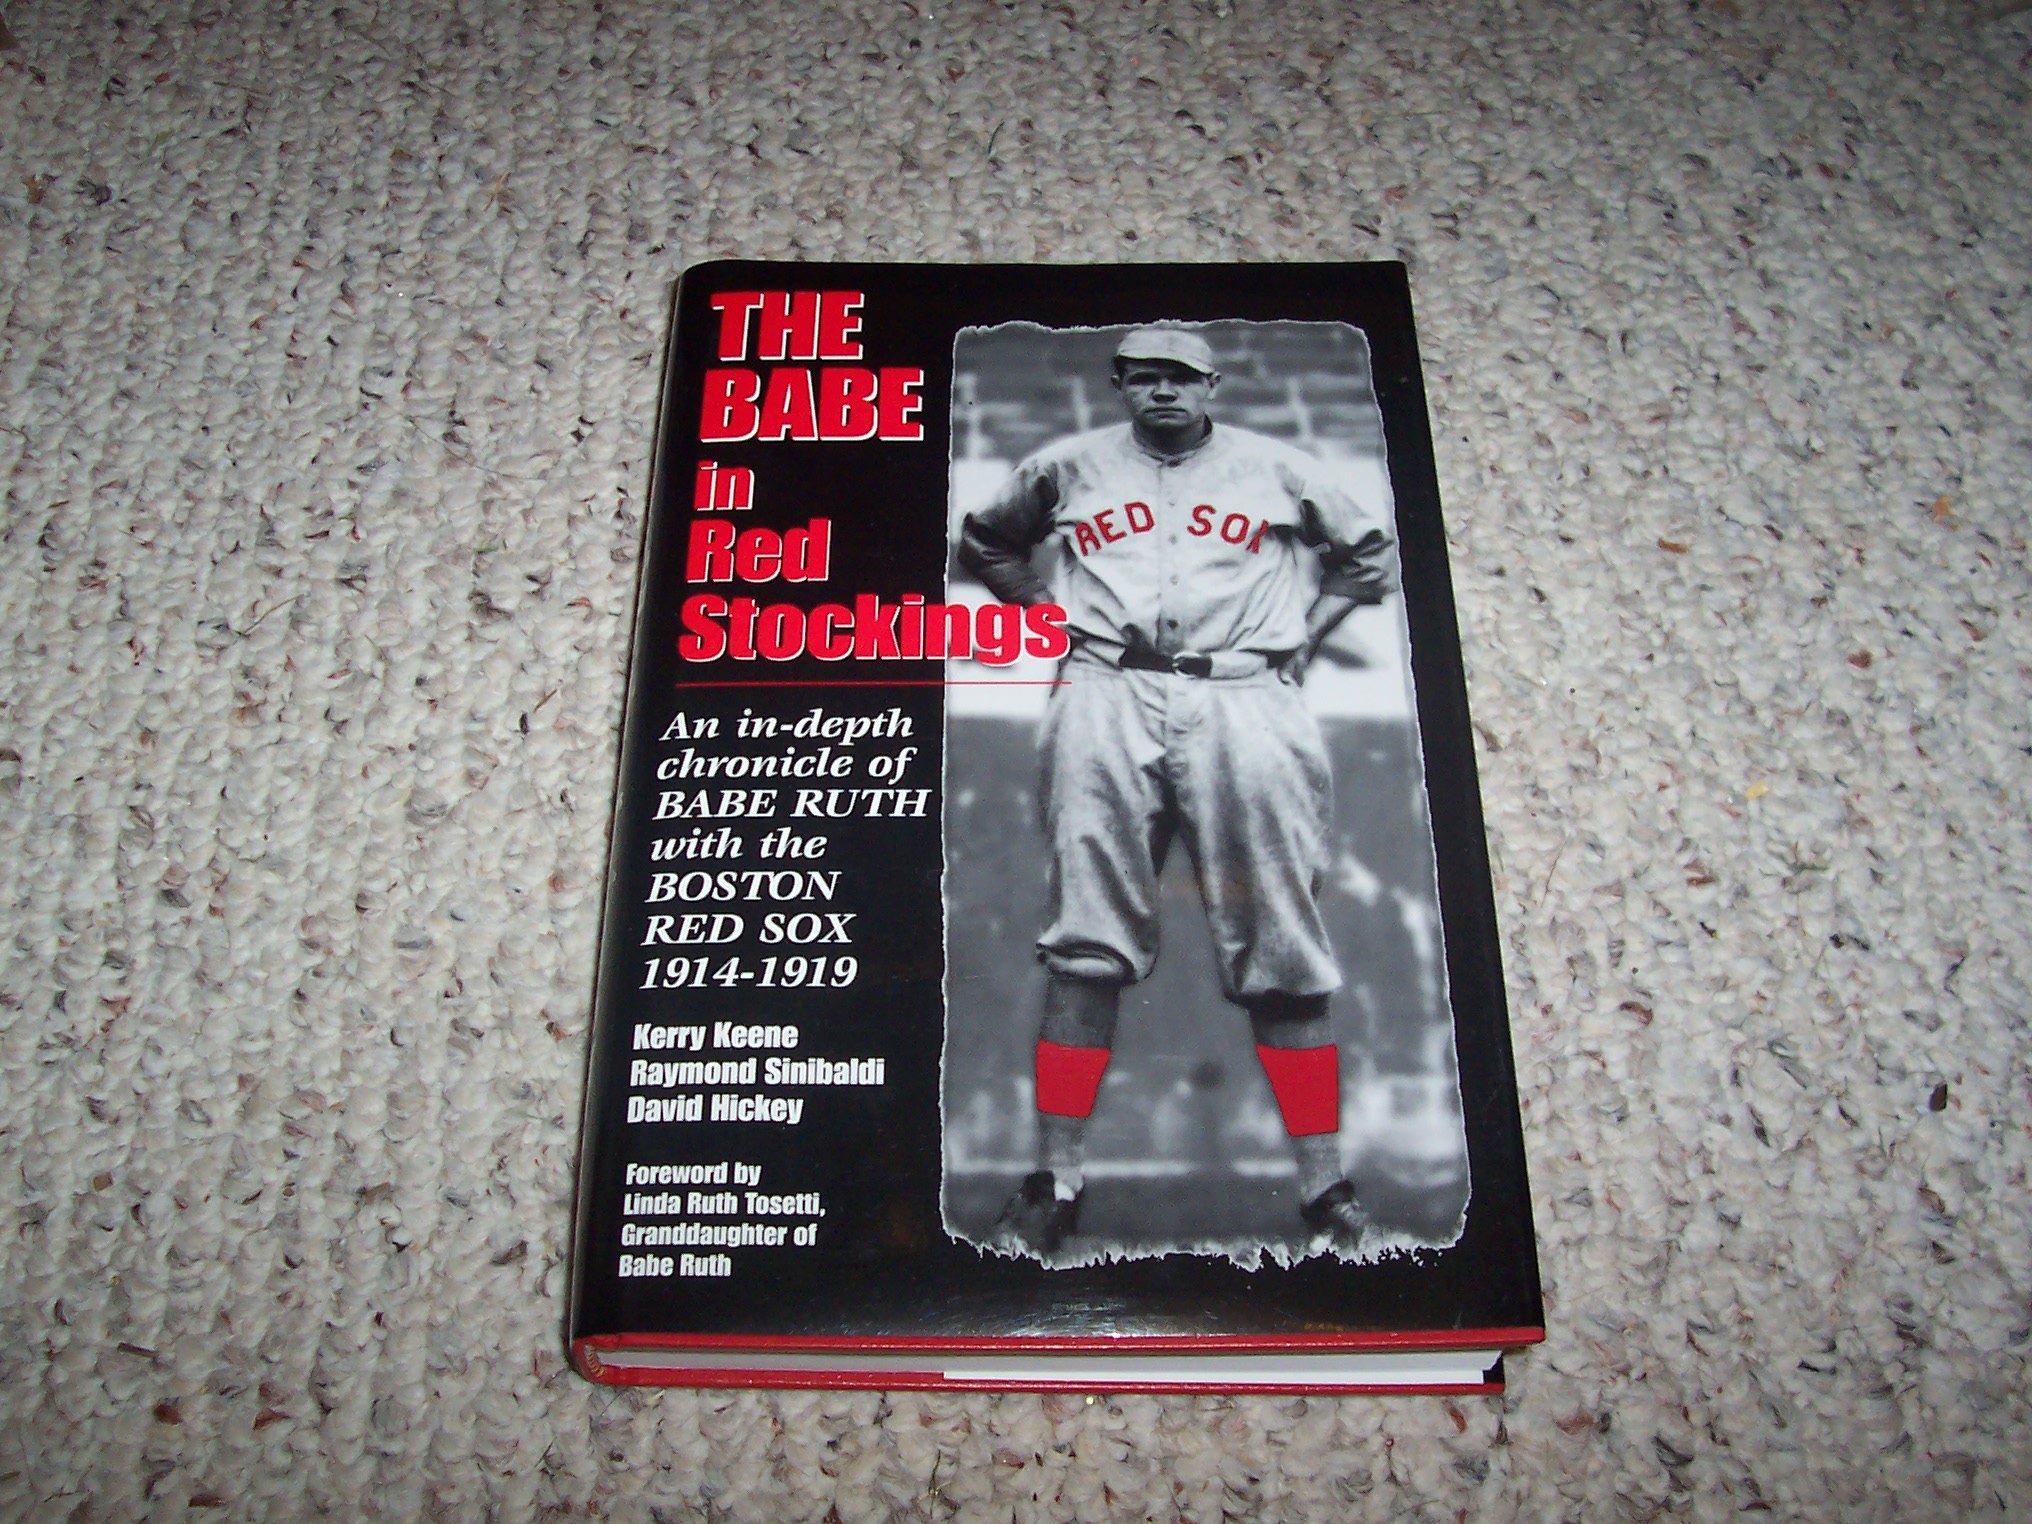 THE
BABE
in
Red
Stockings
An in-depth
chronicle of
BABE RUTH
with the
BOSTON
RED SOX
1914-1919
Kerry Keene
Raymond Sinibaldi
David Hickey
Foreword by
Linda Ruth Tosetti,
Granddaughter of
Babe Ruth
RED SOX